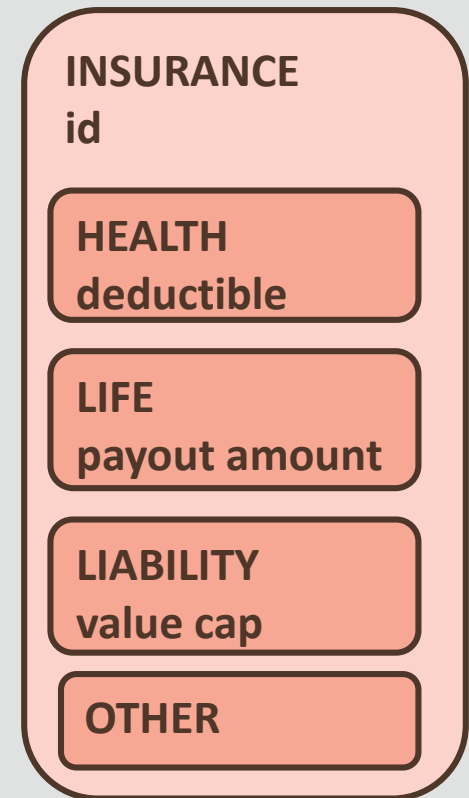 INSURANCE
id
HEALTH
deductible
LIFE
payout amount
LIABILITY
value cap
OTHER